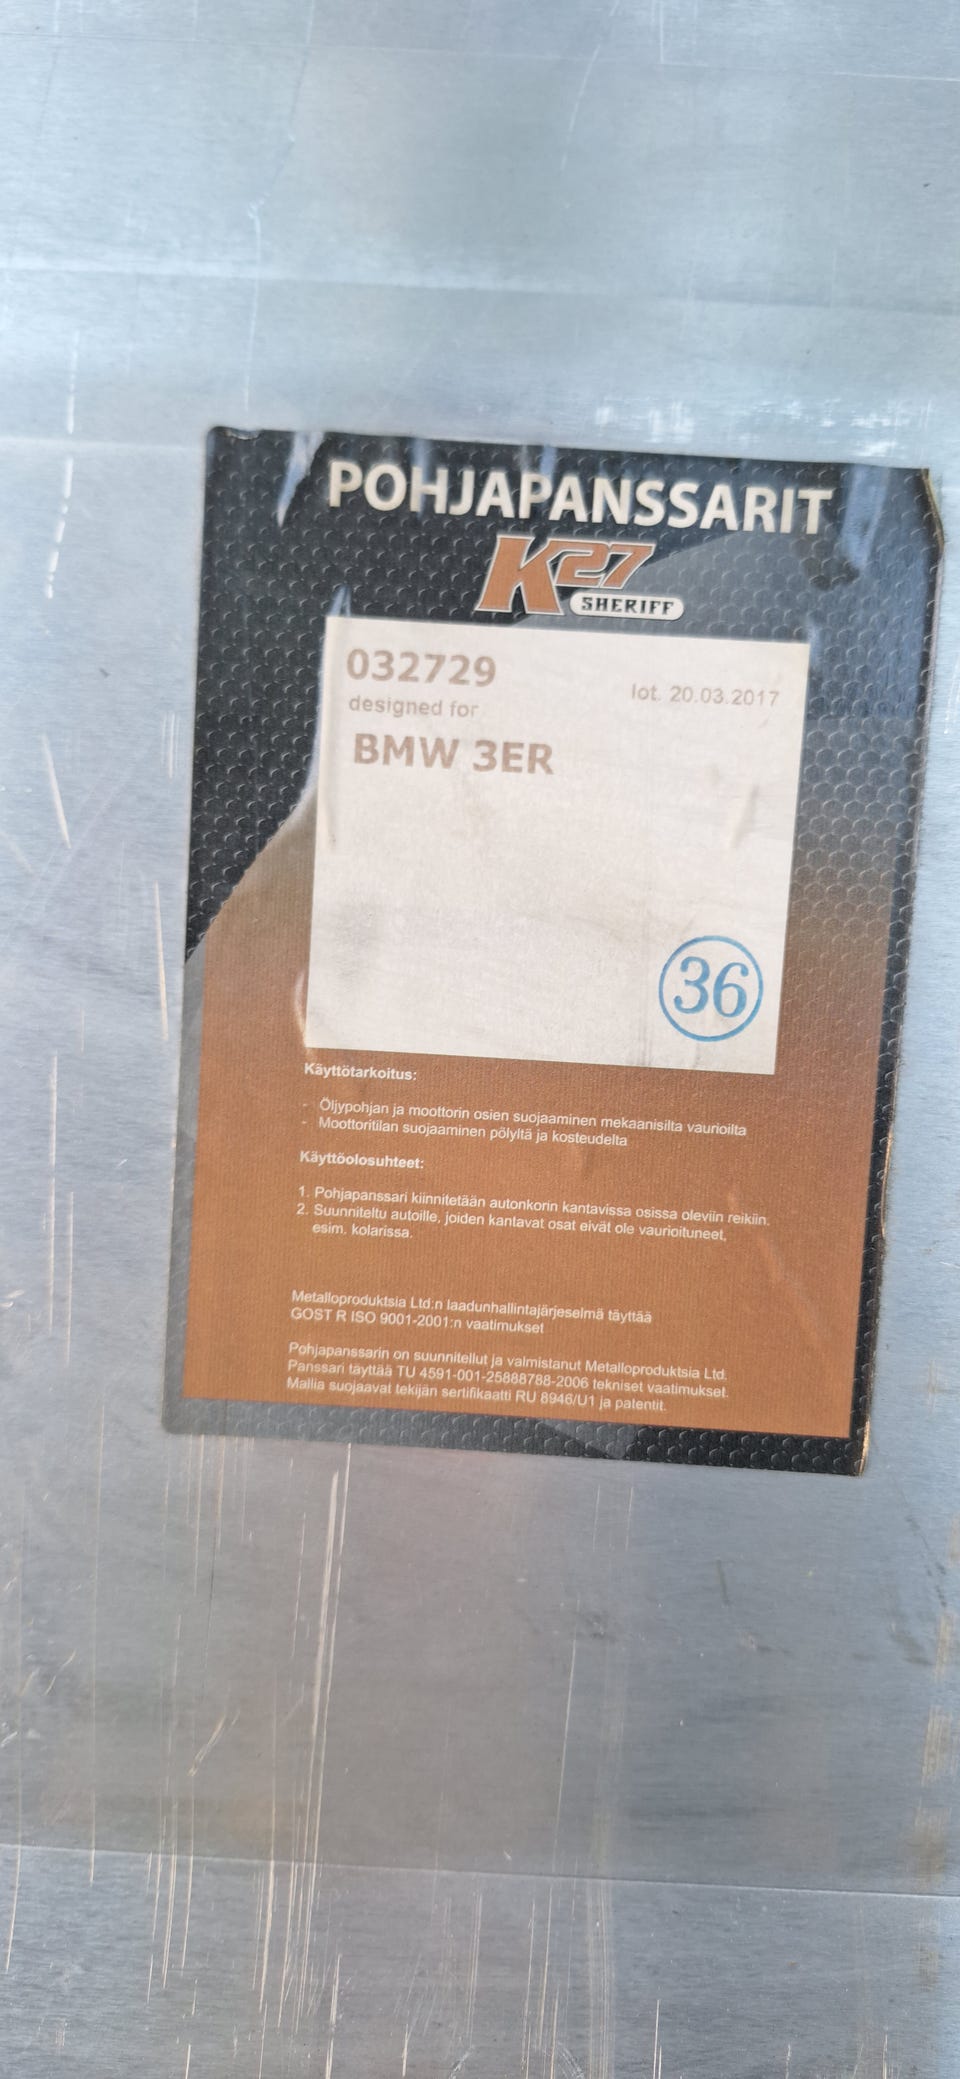 POHJAPANSSARIT
K27
SHERIFF
032729
lot. 20.03.2017
designed for
BMW 3ER
36
Käyttötarkoitus:
- Öljypohjan ja moottorin osien suojaaminen mekaanisilta vaurioilta
- Moottoritilan suojaaminen pölyltä ja kosteudelta
Käyttöolosuhteet:
1. Pohjapanssari kiinnitetään autonkorin kantavissa osissa oleviin reikiin.
2. Suunniteltu autoille, joiden kantavat osat eivät ole vaurioituneet,
esim. kolarissa.
Metalloproduktsia Ltd:n laadunhallintajärjeselmä täyttää
GOST R ISO 9001-2001:n vaatimukset
Pohjapanssarin on suunnitellut ja valmistanut Metalloproduktsia Ltd.
Panssari täyttää TU 4591-001-25888788-2006 tekniset vaatimukset.
Mallia suojaavat tekijän sertifikaatti RU 8946/U1 ja patentit.